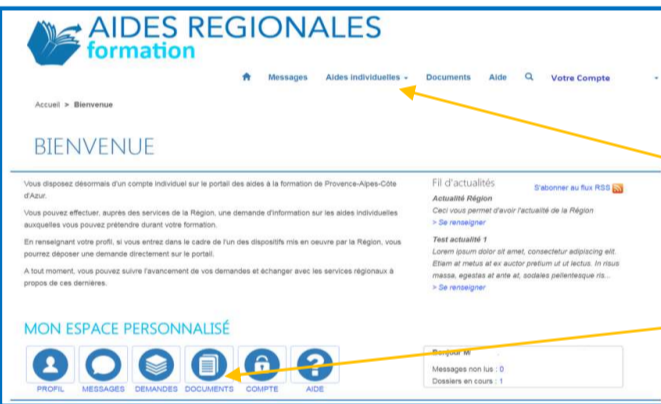 AIDES REGIONALES
formation
Messages Aides individuelles Documents Aide Votre Compte
Accueil > Bienvenue
BIENVENUE
Vous disposez désormais d'un compte individuel sur le portail des aides à la formation de Provence-Alpes-Côte
d'Azur.
Vous pouvez effectuer, auprès des services de la Région, une demande d'information sur les aides individuelles
auxquelles vous pouvez prétendre durant votre formation.
En renseignant votre profil, si vous entrez dans le cadre de l'un des dispositifs mis en oeuvre par la Région, vous
pourrez déposer une demande directement sur le portail.
A tout moment, vous pouvez suivre l'avancement de vos demandes et échanger avec les services régionaux à
propos de ces dernières.
Fil d'actualités
S'abonner au flux RSS
Actualité Région
Ceci vous permet d'avoir l'actualité de la Région
> Se renseigner
Test actualité 1
Lorem ipsum dolor sit amet, consectetur adipiscing elit.
Etiam at metus at ex auctor pretium ut ut lectus. In risus
massa, egestas at ante at, sodales pellentesque ris...
> Se renseigner
MON ESPACE PERSONNALISÉ
PROFIL MESSAGES DEMANDES DOCUMENTS COMPTE AIDE
Bonjour M
Messages non lus : 0
Dossiers en cours : 1